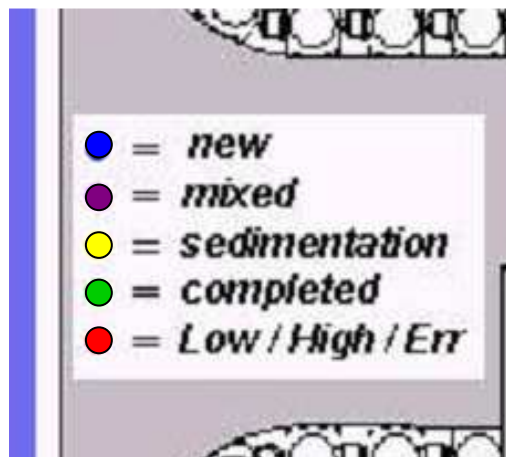 = new
= mixed
= sedimentation
= completed
= Low / High / Err